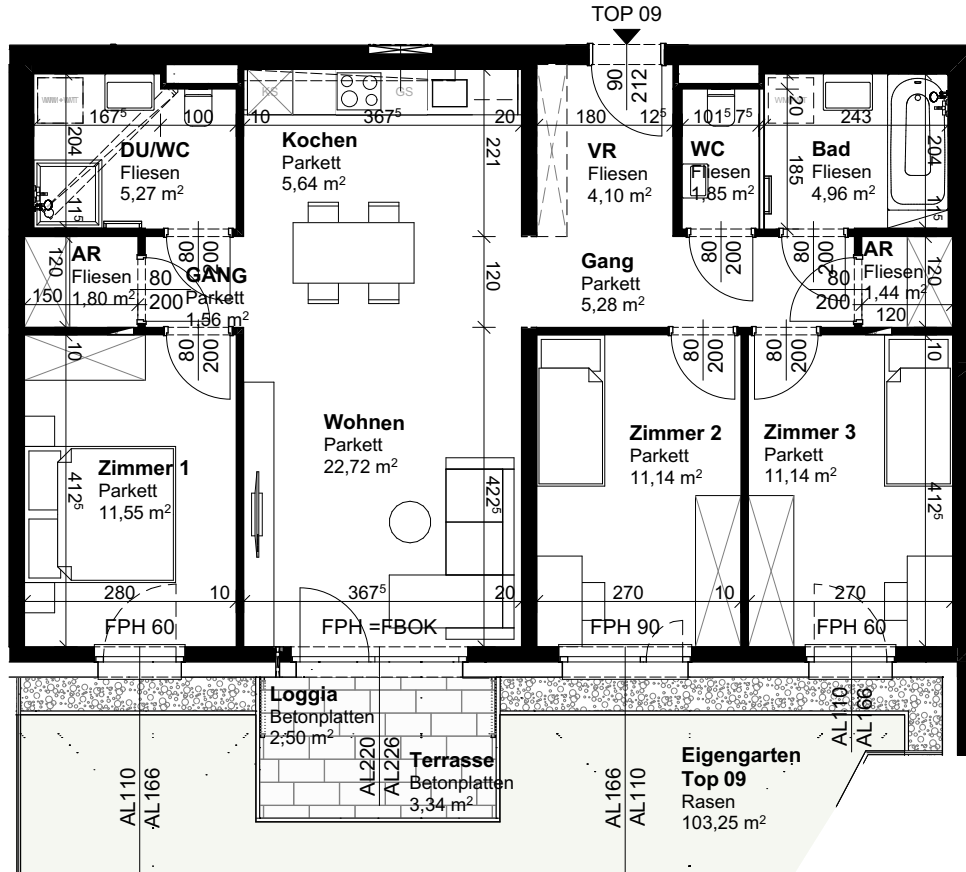 TOP 09
90
212
KS
GS
167⁵
100
10
367⁵
20
180
12⁵
101⁵
7⁵
243
20
204
DU/WC
Fliesen
5,27 m²
11⁵
Kochen
Parkett
5,64 m²
221
VR
Fliesen
4,10 m²
WC
Fliesen
1,85 m²
185
Bad
Fliesen
4,96 m²
204
11⁵
AR
Fliesen
1,80 m²
120
150
80
200
80
200
GANG
Parkett
1,56 m²
120
Gang
Parkett
5,28 m²
80
200
80
200
80
200
AR
Fliesen
1,44 m²
120
120
10
80
200
80
200
80
200
10
Zimmer 1
Parkett
11,55 m²
412⁵
Wohnen
Parkett
22,72 m²
422⁵
Zimmer 2
Parkett
11,14 m²
Zimmer 3
Parkett
11,14 m²
412⁵
280
10
367⁵
20
270
10
270
FPH 60
FPH =FBOK
FPH 90
FPH 60
Loggia
Betonplatten
2,50 m²
Terrasse
Betonplatten
3,34 m²
Eigengarten
Top 09
Rasen
103,25 m²
AL110
AL166
AL220
AL226
AL166
AL110
AL110
AL166